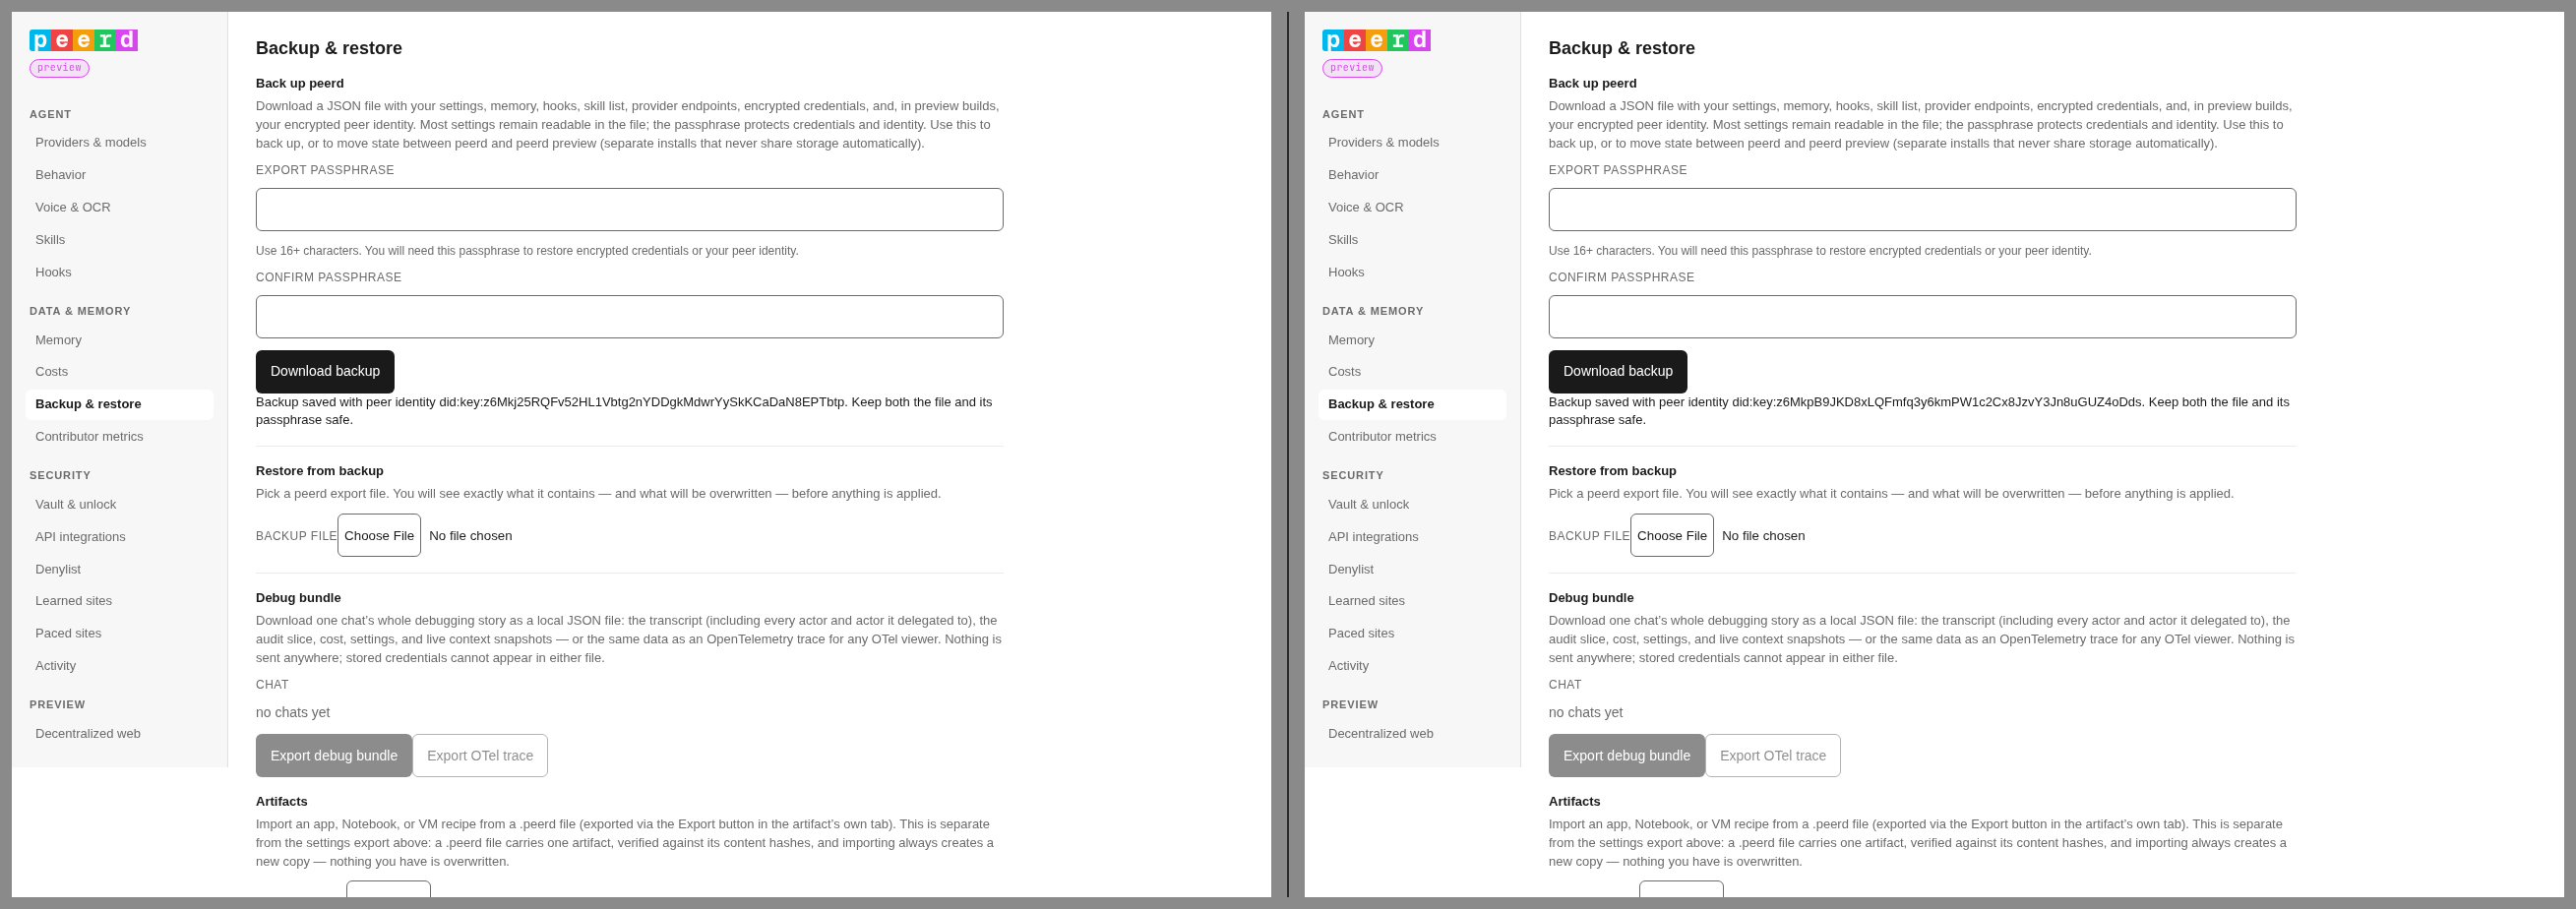 peerd
preview
AGENT
Providers & models
Behavior
Voice & OCR
Skills
Hooks
DATA & MEMORY
Memory
Costs
Backup & restore
Contributor metrics
SECURITY
Vault & unlock
API integrations
Denylist
Learned sites
Paced sites
Activity
PREVIEW
Decentralized web
Backup & restore
Back up peerd
Download a JSON file with your settings, memory, hooks, skill list, provider endpoints, encrypted credentials, and, in preview builds,
your encrypted peer identity. Most settings remain readable in the file; the passphrase protects credentials and identity. Use this to
back up, or to move state between peerd and peerd preview (separate installs that never share storage automatically).
EXPORT PASSPHRASE
Use 16+ characters. You will need this passphrase to restore encrypted credentials or your peer identity.
CONFIRM PASSPHRASE
Download backup
Backup saved with peer identity did:key:z6Mkj25RQFv52HL1Vbtg2nYDDgkMdwrYySkKCaDaN8EPTbtp. Keep both the file and its
passphrase safe.
Restore from backup
Pick a peerd export file. You will see exactly what it contains — and what will be overwritten — before anything is applied.
BACKUP FILE Choose File No file chosen
Debug bundle
Download one chat’s whole debugging story as a local JSON file: the transcript (including every actor and actor it delegated to), the
audit slice, cost, settings, and live context snapshots — or the same data as an OpenTelemetry trace for any OTel viewer. Nothing is
sent anywhere; stored credentials cannot appear in either file.
CHAT
no chats yet
Export debug bundle Export OTel trace
Artifacts
Import an app, Notebook, or VM recipe from a .peerd file (exported via the Export button in the artifact’s own tab). This is separate
from the settings export above: a .peerd file carries one artifact, verified against its content hashes, and importing always creates a
new copy — nothing you have is overwritten.
peerd
preview
AGENT
Providers & models
Behavior
Voice & OCR
Skills
Hooks
DATA & MEMORY
Memory
Costs
Backup & restore
Contributor metrics
SECURITY
Vault & unlock
API integrations
Denylist
Learned sites
Paced sites
Activity
PREVIEW
Decentralized web
Backup & restore
Back up peerd
Download a JSON file with your settings, memory, hooks, skill list, provider endpoints, encrypted credentials, and, in preview builds,
your encrypted peer identity. Most settings remain readable in the file; the passphrase protects credentials and identity. Use this to
back up, or to move state between peerd and peerd preview (separate installs that never share storage automatically).
EXPORT PASSPHRASE
Use 16+ characters. You will need this passphrase to restore encrypted credentials or your peer identity.
CONFIRM PASSPHRASE
Download backup
Backup saved with peer identity did:key:z6MkpB9JKD8xLQFmfq3y6kmPW1c2Cx8JzvY3Jn8uGUZ4oDds. Keep both the file and its
passphrase safe.
Restore from backup
Pick a peerd export file. You will see exactly what it contains — and what will be overwritten — before anything is applied.
BACKUP FILE Choose File No file chosen
Debug bundle
Download one chat’s whole debugging story as a local JSON file: the transcript (including every actor and actor it delegated to), the
audit slice, cost, settings, and live context snapshots — or the same data as an OpenTelemetry trace for any OTel viewer. Nothing is
sent anywhere; stored credentials cannot appear in either file.
CHAT
no chats yet
Export debug bundle Export OTel trace
Artifacts
Import an app, Notebook, or VM recipe from a .peerd file (exported via the Export button in the artifact’s own tab). This is separate
from the settings export above: a .peerd file carries one artifact, verified against its content hashes, and importing always creates a
new copy — nothing you have is overwritten.